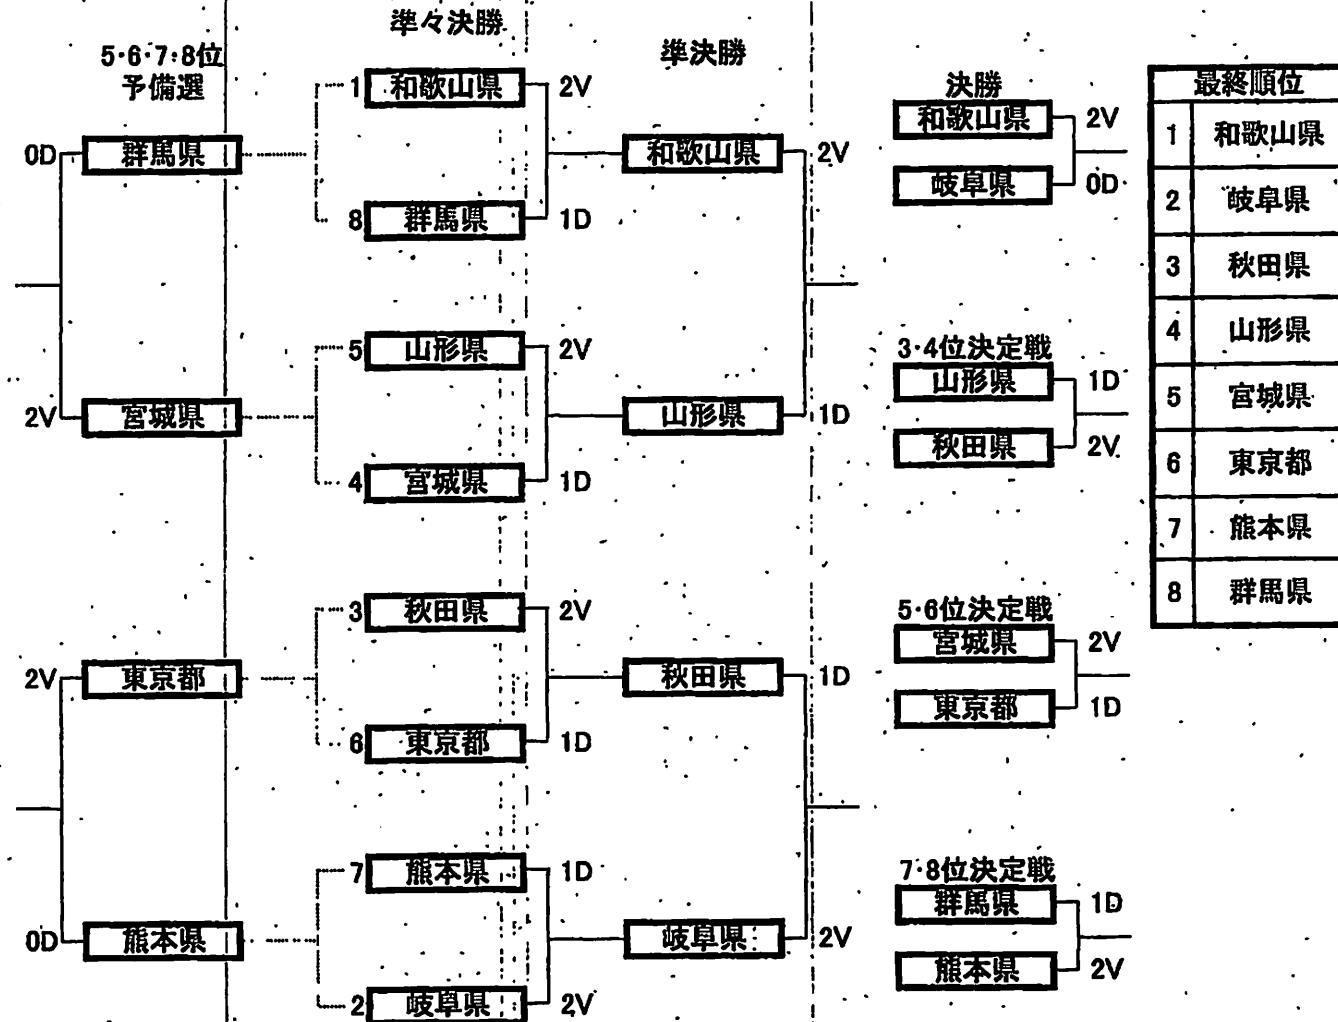 5・6・7・8位
予備選
0D 群馬県
2V 宮城県
2V 東京都
0D 熊本県
準々決勝
1 和歌山県 2V
8 群馬県 1D
5 山形県 2V
4 宮城県 1D
3 秋田県 2V
6 東京都 1D
7 熊本県 1D
2 岐阜県 2V
準決勝
和歌山県 2V
山形県 1D
秋田県 1D
岐阜県 2V
決勝
和歌山県 2V
岐阜県 0D
3・4位決定戦
山形県 1D
秋田県 2V
5・6位決定戦
宮城県 2V
東京都 1D
7・8位決定戦
群馬県 1D
熊本県 2V
最終順位
1 和歌山県
2 岐阜県
3 秋田県
4 山形県
5 宮城県
6 東京都
7 熊本県
8 群馬県